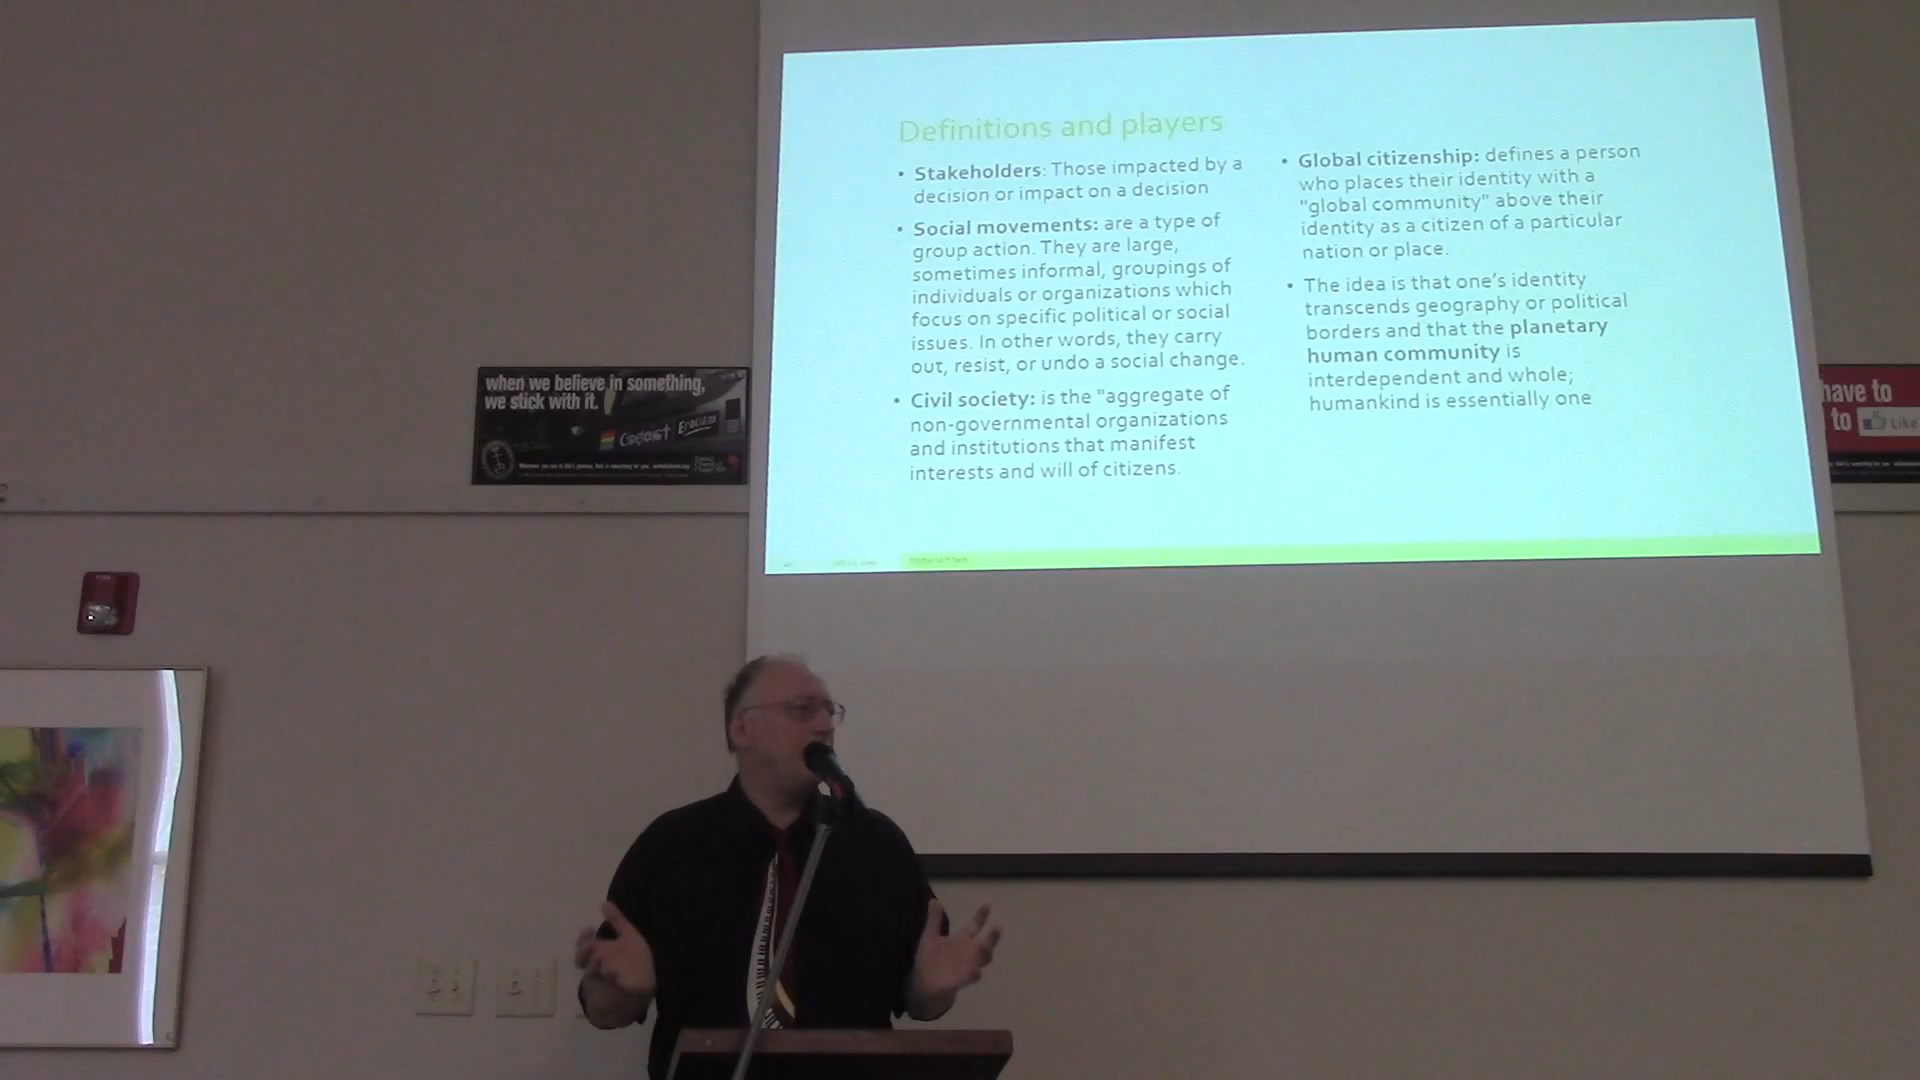 Definitions and players
• Stakeholders: Those impacted by a
decision or impact on a decision
• Social movements: are a type of
group action. They are large,
sometimes informal, groupings of
individuals or organizations which
focus on specific political or social
issues. In other words, they carry
out, resist, or undo a social change.
• Civil society: is the "aggregate of
non-governmental organizations
and institutions that manifest
interests and will of citizens.
• Global citizenship: defines a person
who places their identity with a
"global community" above their
identity as a citizen of a particular
nation or place.
• The idea is that one's identity
transcends geography or political
borders and that the planetary
human community is
interdependent and whole;
humankind is essentially one
when we believe in something,
we stick with it.
have to
to Like